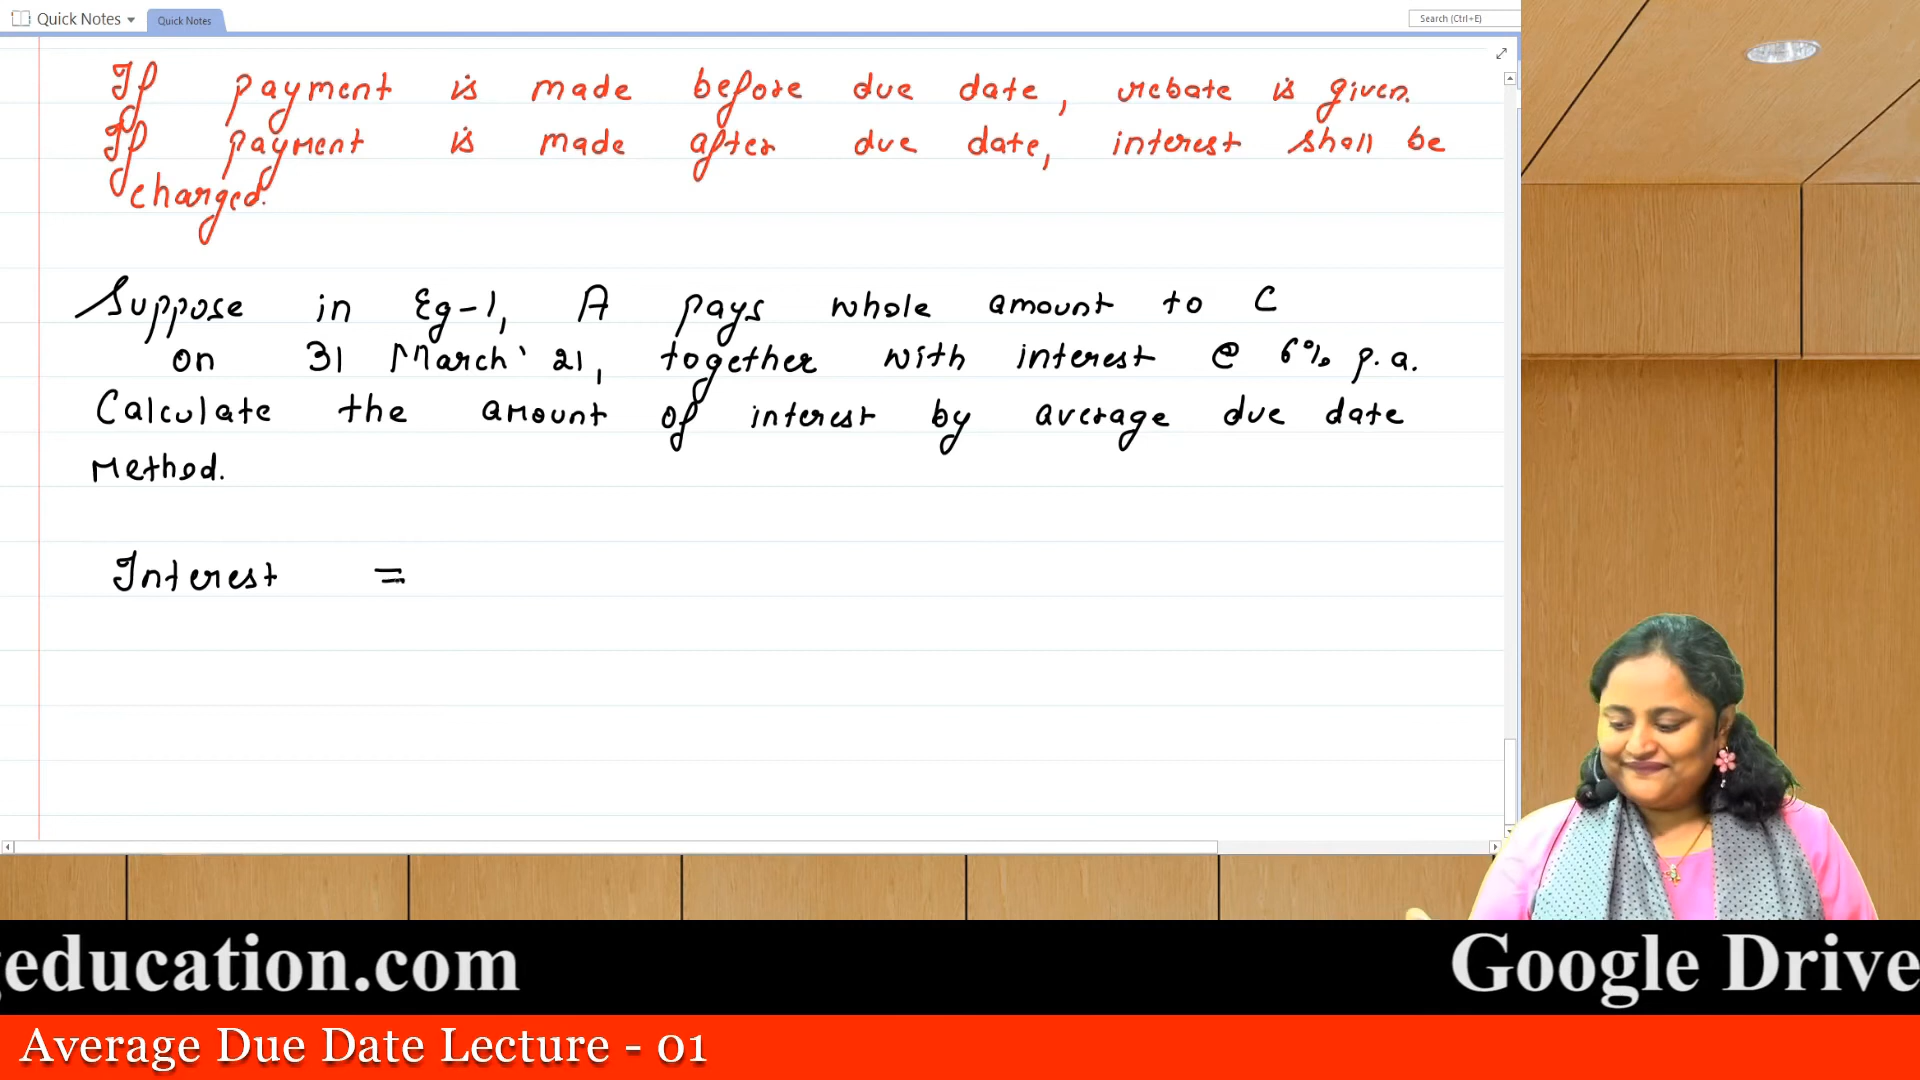 Quick Notes
Quick Notes
Search (Ctrl+E)
If payment is made before due date, rebate is given.
If payment is made after due date, interest shall be
charged.
Suppose in Eg-1, A pays whole amount to C
on 31 March' 21, together with interest @ 6% p.a.
Calculate the amount of interest by average due date
Method.
Interest =
geducation.com
Google Drive
Average Due Date Lecture - 01